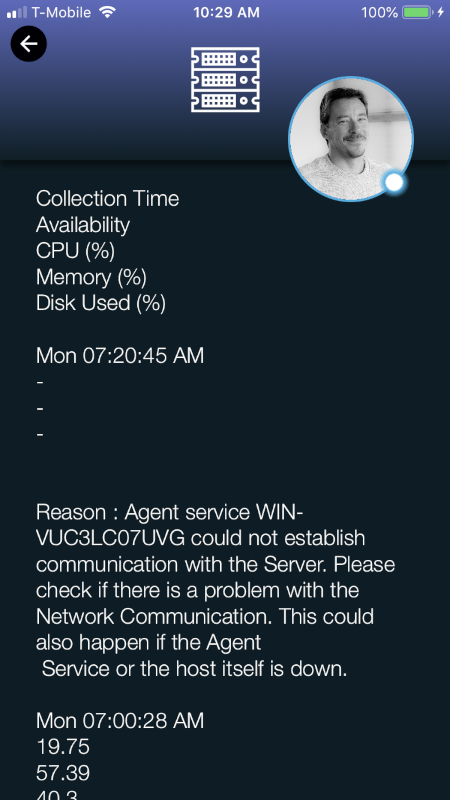 T-Mobile 10:29 AM 100%
Collection Time
Availability
CPU (%)
Memory (%)
Disk Used (%)
Mon 07:20:45 AM
-
-
-
Reason : Agent service WIN-
VUC3LC07UVG could not establish
communication with the Server. Please
check if there is a problem with the
Network Communication. This could
also happen if the Agent
Service or the host itself is down.
Mon 07:00:28 AM
19.75
57.39
40.3